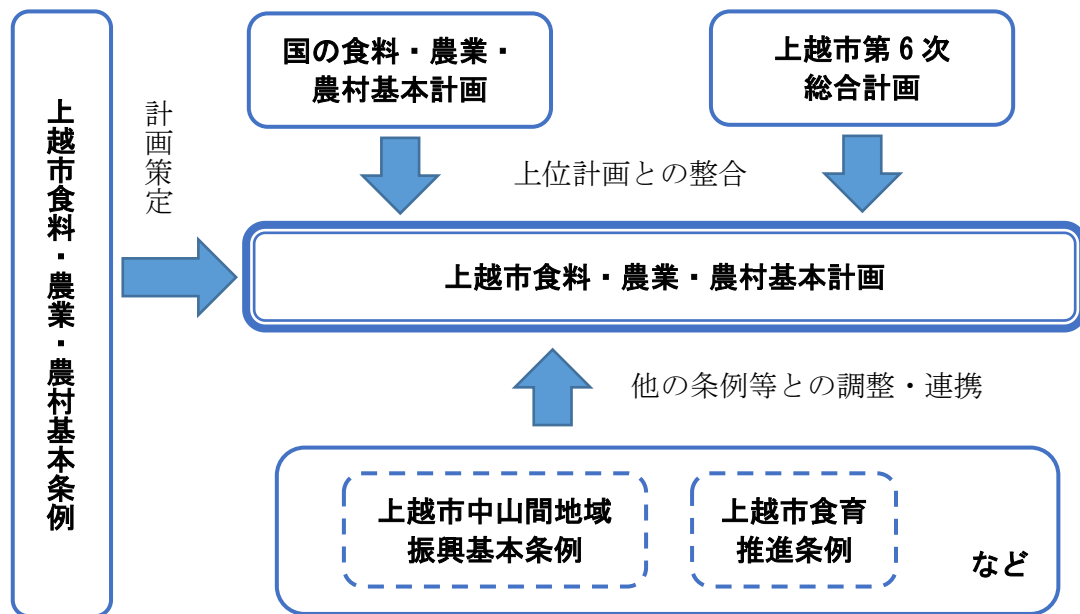 上越市食料・農業・農村基本条例
計画策定
国の食料・農業・
農村基本計画
上越市第６次
総合計画
上位計画との整合
上越市食料・農業・農村基本計画
他の条例等との調整・連携
上越市中山間地域
振興基本条例
上越市食育
推進条例
など